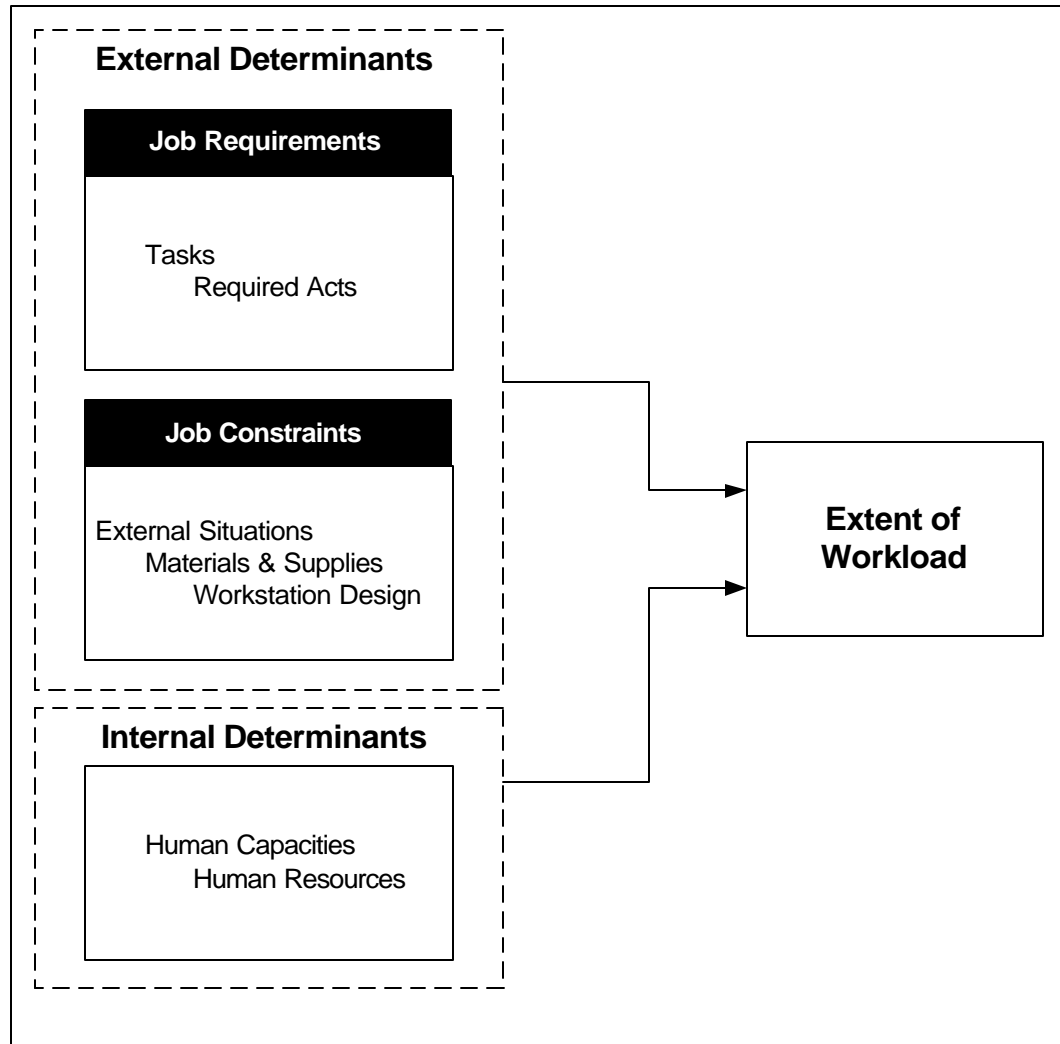 External Determinants
Job Requirements
Tasks
Required Acts
Job Constraints
External Situations
Materials & Supplies
Workstation Design
Internal Determinants
Human Capacities
Human Resources
Extent of
Workload